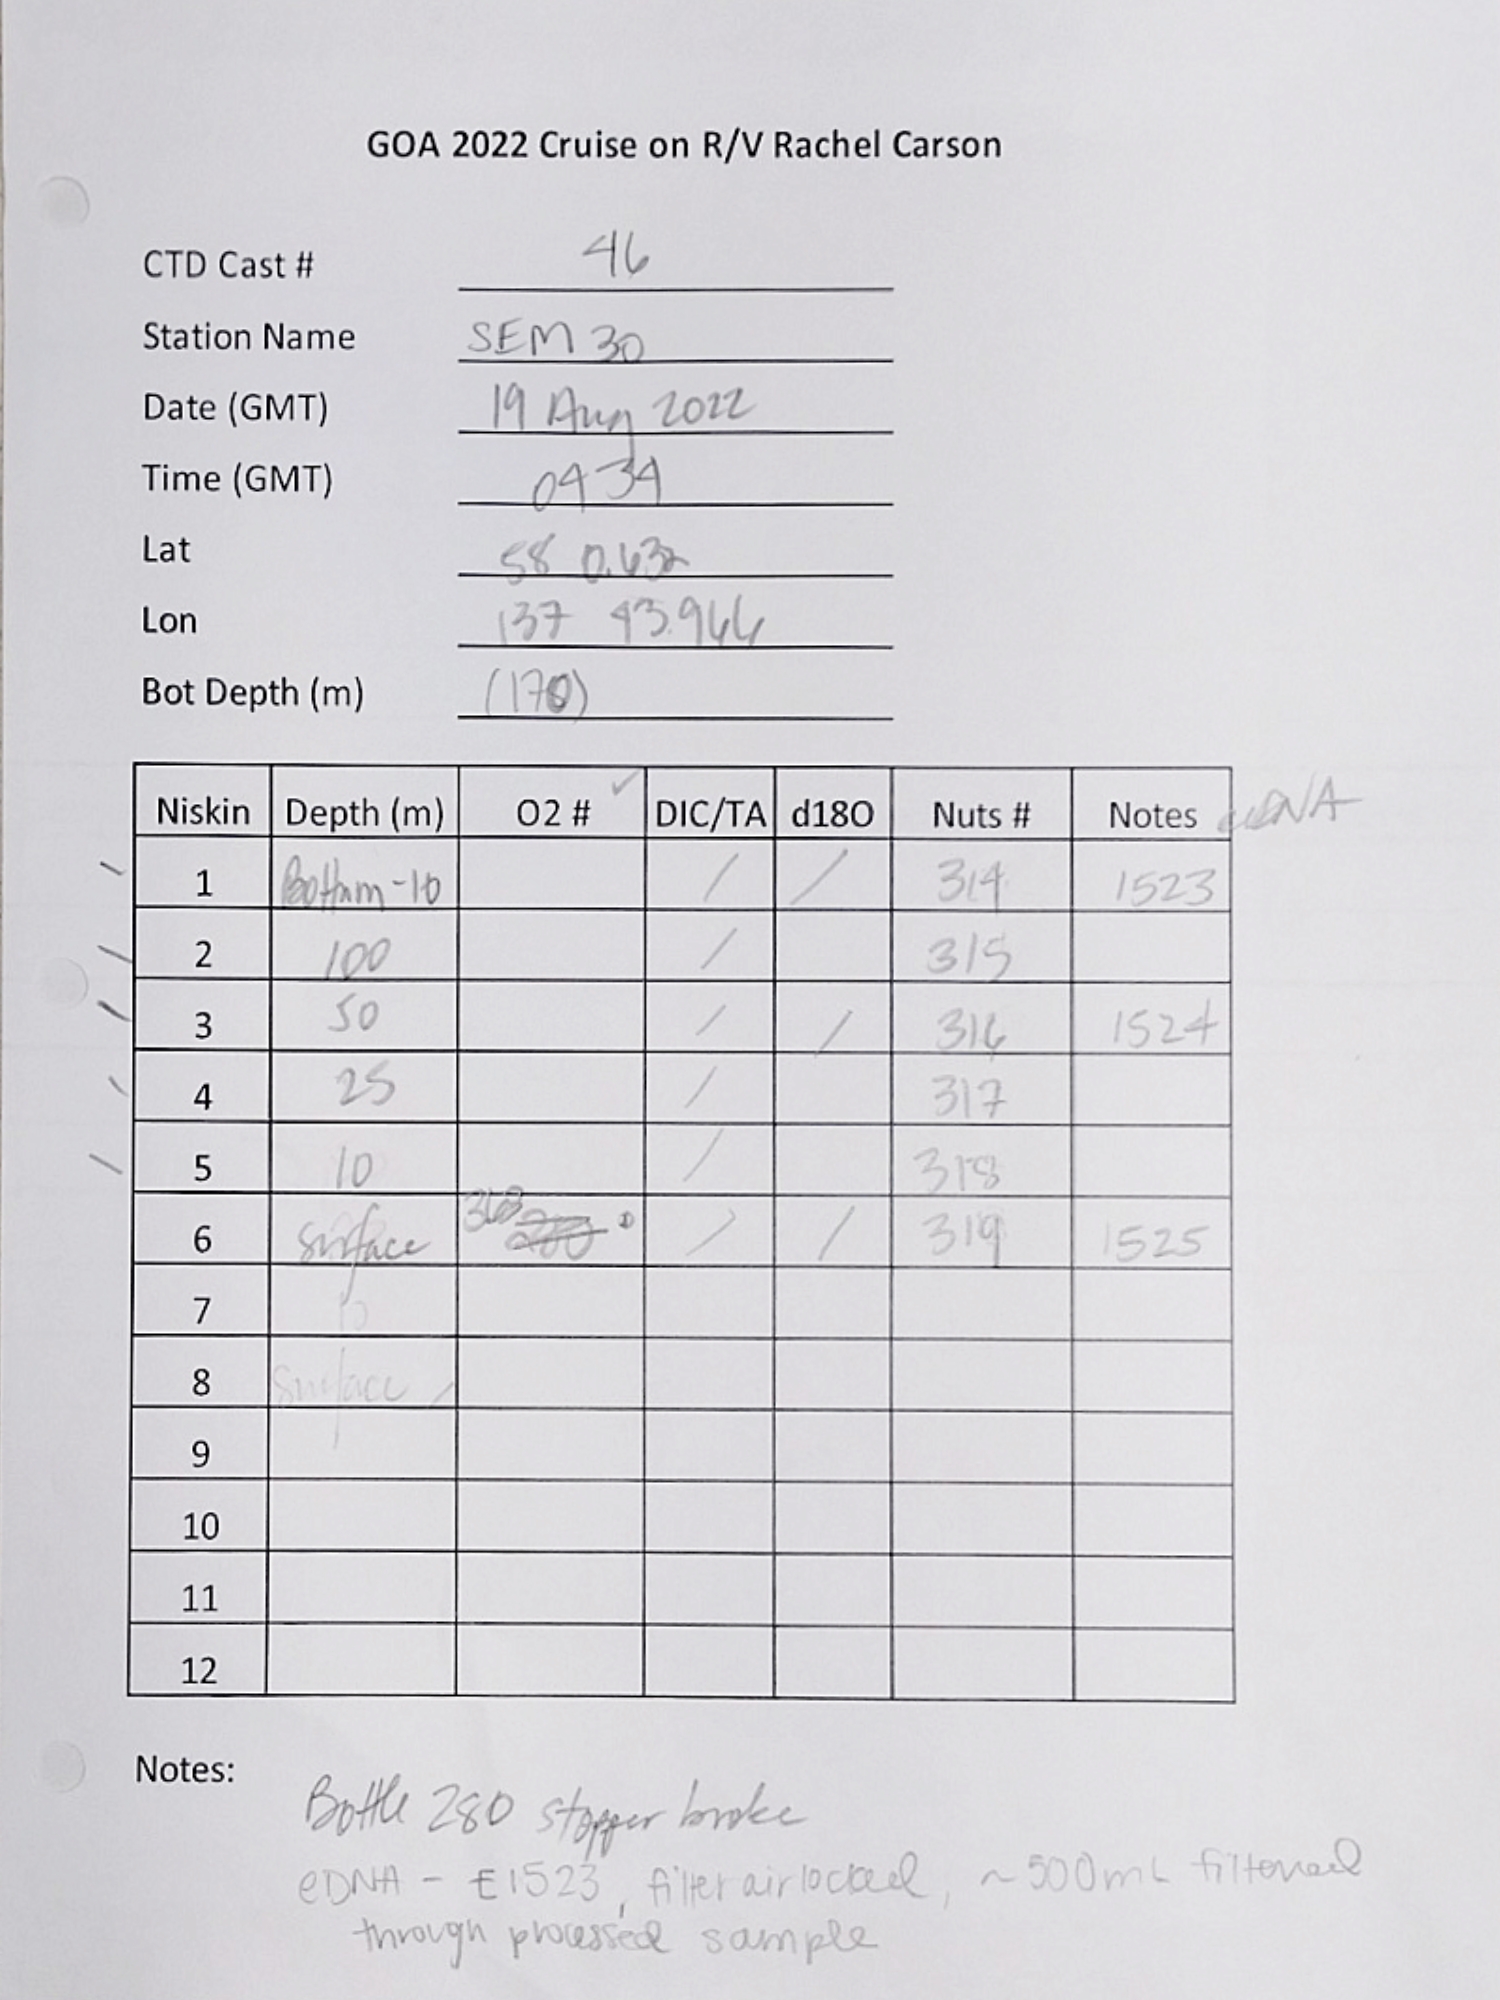 GOA 2022 Cruise on R/V Rachel Carson
CTD Cast # 46
Station Name SEM 30
Date (GMT) 19 Aug 2022
Time (GMT) 0434
Lat 58 0.632
Lon 137 43.966
Bot Depth (m) (170)
Niskin Depth (m) O2 # DIC/TA d18O Nuts # Notes eDNA
1 Bottom -10 / / 314 1523
2 100 / 315
3 50 / / 316 1524
4 25 / 317
5 10 / 318
6 surface / / 319 1525
7
8 Surface
9
10
11
12
Notes:
Bottle 280 stopper broke
eDNA - E1523, filter airlocked, ~500mL filtered
through processed sample